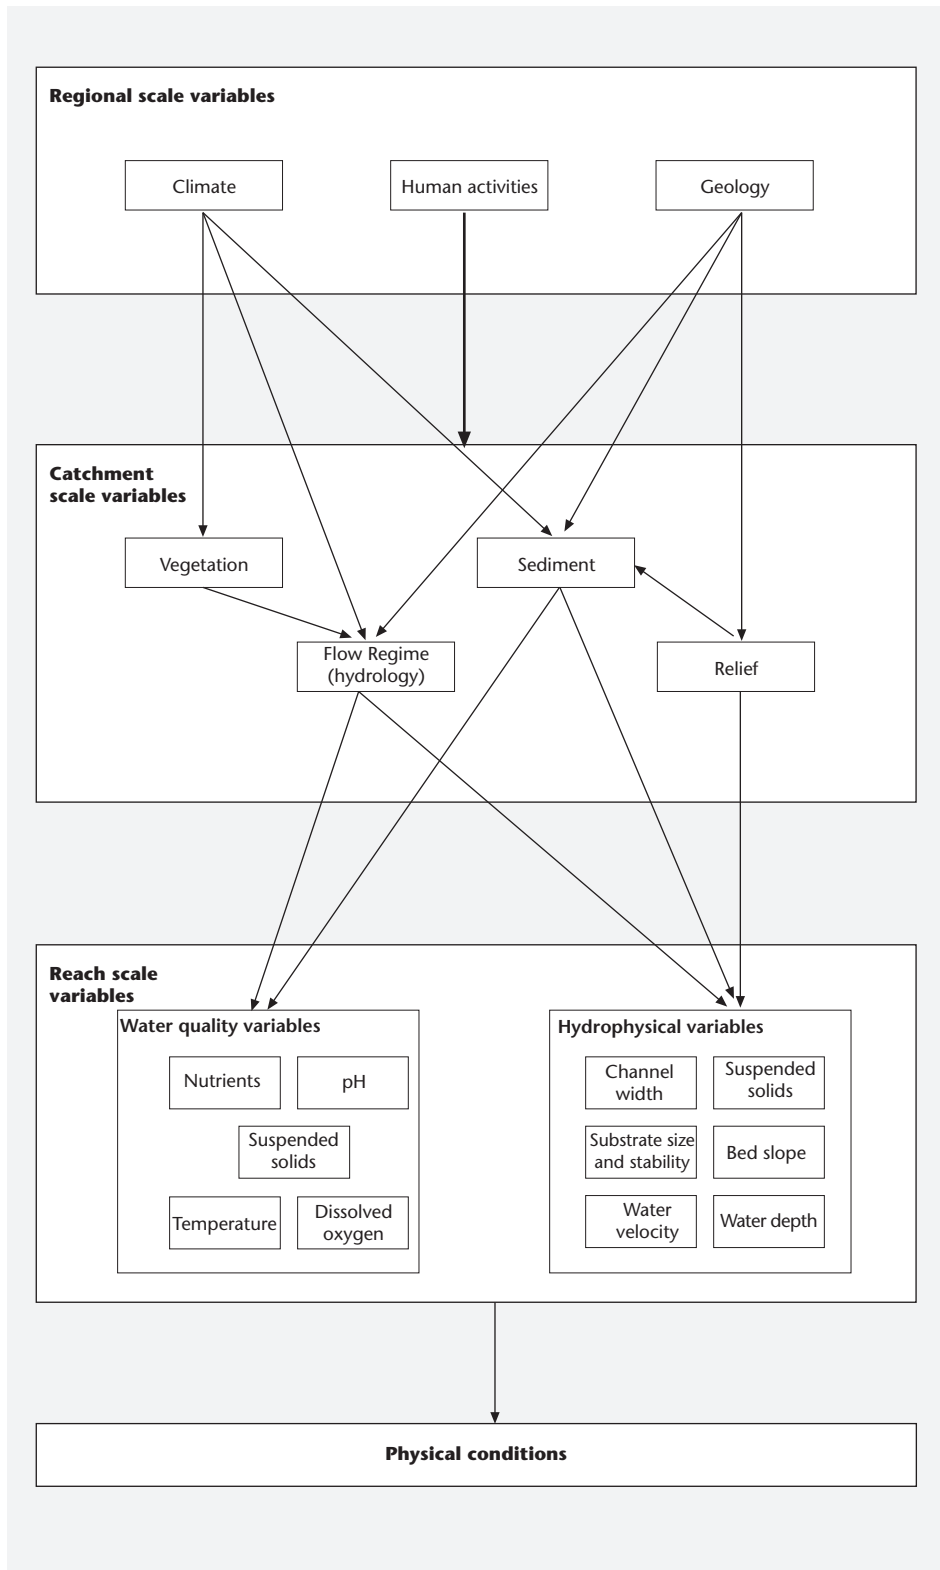 Regional scale variables
Climate
Human activities
Geology
Catchment
scale variables
Vegetation
Sediment
Flow Regime
(hydrology)
Relief
Reach scale
variables
Water quality variables
Nutrients
pH
Suspended
solids
Temperature
Dissolved
oxygen
Hydrophysical variables
Channel
width
Suspended
solids
Substrate size
and stability
Bed slope
Water
velocity
Water depth
Physical conditions